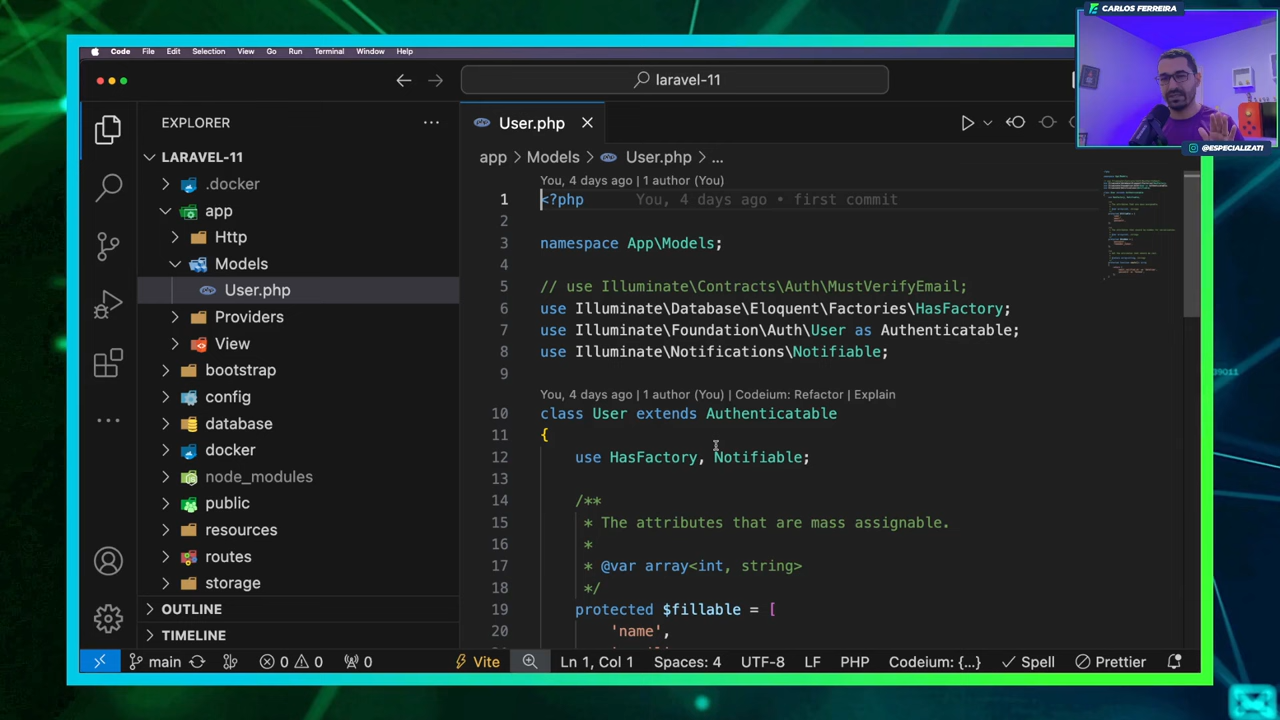 CARLOS FERREIRA
Code File Edit Selection View Go Run Terminal Window Help
laravel-11
@ESPECIALIZATI
EXPLORER
LARAVEL-11
.docker
app
Http
Models
User.php
Providers
View
bootstrap
config
database
docker
node_modules
public
resources
routes
storage
OUTLINE
TIMELINE
User.php
app > Models > User.php > ...
You, 4 days ago | 1 author (You)
1 <?php You, 4 days ago • first commit
2
3 namespace App\Models;
4
5 // use Illuminate\Contracts\Auth\MustVerifyEmail;
6 use Illuminate\Database\Eloquent\Factories\HasFactory;
7 use Illuminate\Foundation\Auth\User as Authenticatable;
8 use Illuminate\Notifications\Notifiable;
9
You, 4 days ago | 1 author (You) | Codeium: Refactor | Explain
10 class User extends Authenticatable
11 {
12 use HasFactory, Notifiable;
13
14 /**
15 * The attributes that are mass assignable.
16 *
17 * @var array<int, string>
18 */
19 protected $fillable = [
20 'name',
main 0 0 0 Vite Ln 1, Col 1 Spaces: 4 UTF-8 LF PHP Codeium: {...} Spell Prettier
39011